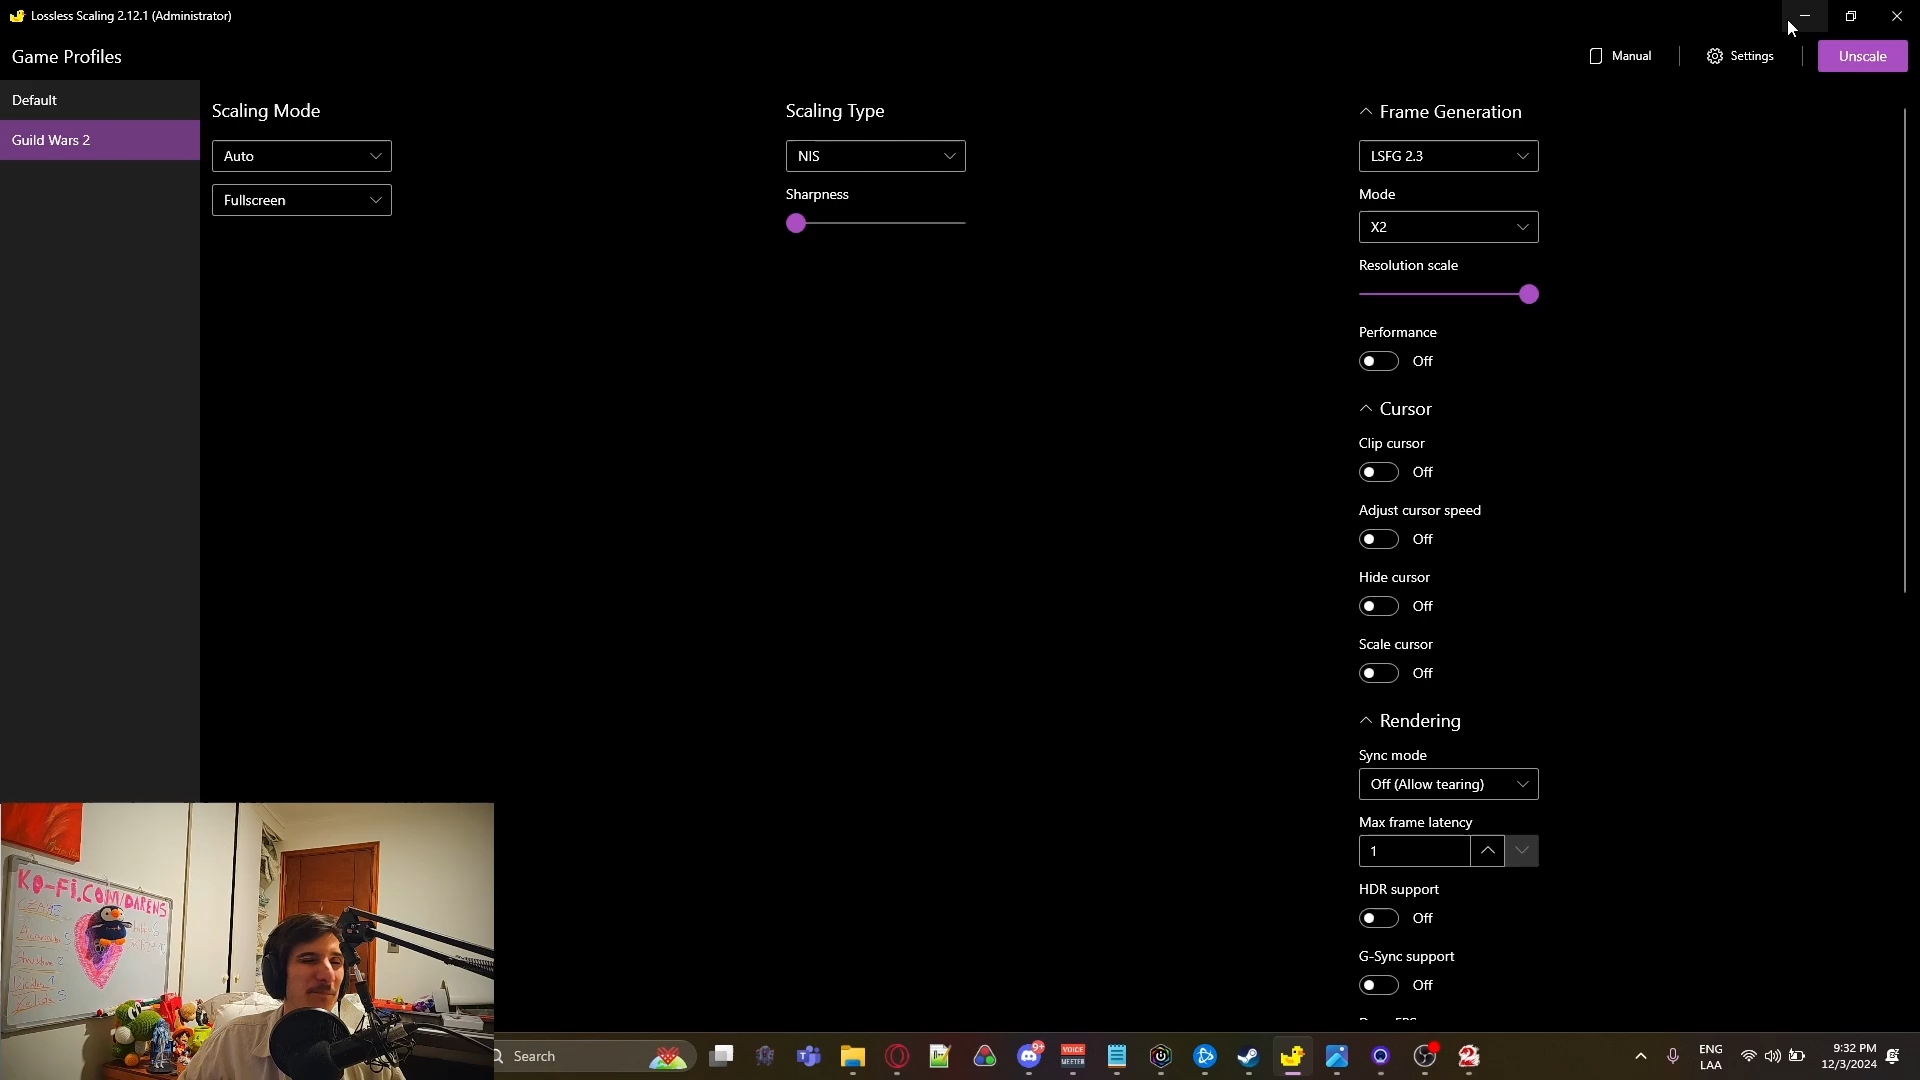 Lossless Scaling 2.12.1 (Administrator)
Game Profiles
Manual
Settings
Unscale
Default
Guild Wars 2
Scaling Mode
Auto
Fullscreen
Scaling Type
NIS
Sharpness
Frame Generation
LSFG 2.3
Mode
X2
Resolution scale
Performance
Off
Cursor
Clip cursor
Off
Adjust cursor speed
Off
Hide cursor
Off
Scale cursor
Off
Rendering
Sync mode
Off (Allow tearing)
Max frame latency
1
HDR support
Off
G-Sync support
Off
KO-FI.COM/DARENS
Search
9+
VOICE
MEETER
ENG
LAA
9:32 PM
12/3/2024